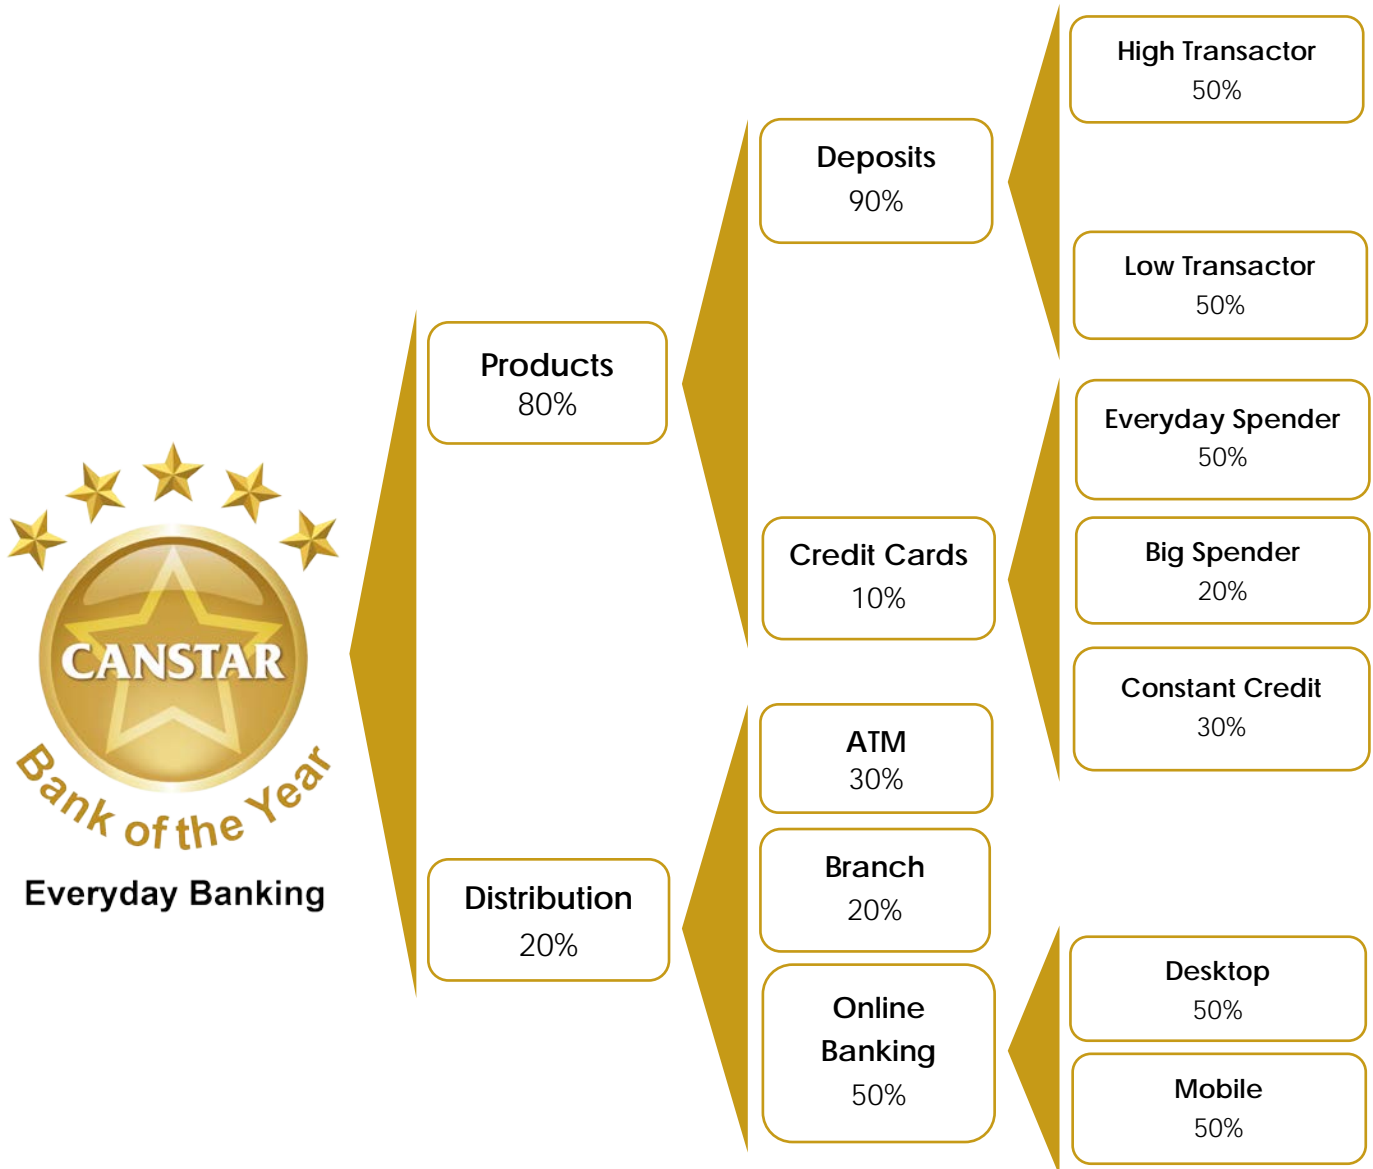 High Transactor
50%
Deposits
90%
Low Transactor
50%
Products
80%
Everyday Spender
50%
Credit Cards
10%
Big Spender
20%
Constant Credit
30%
CANSTAR
Bank of the Year
Everyday Banking
ATM
30%
Branch
20%
Distribution
20%
Online
Banking
50%
Desktop
50%
Mobile
50%